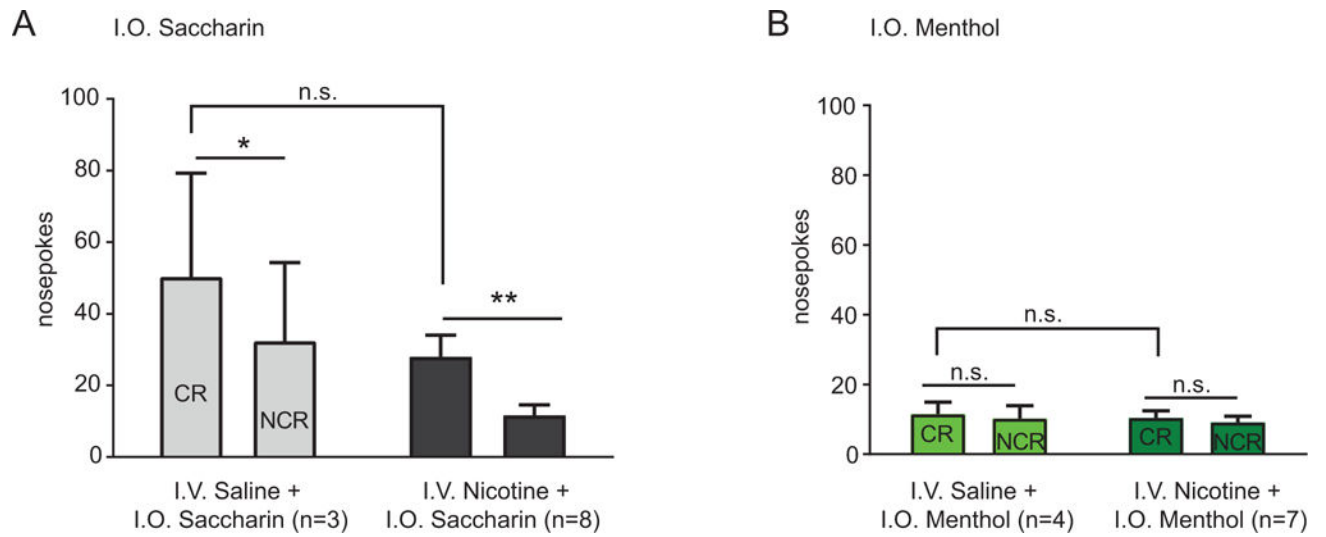 A I.O. Saccharin
nosepokes
100
80
60
40
20
0
n.s.
*
**
CR
NCR
I.V. Saline +
I.O. Saccharin (n=3)
I.V. Nicotine +
I.O. Saccharin (n=8)
B I.O. Menthol
nosepokes
100
80
60
40
20
0
n.s.
n.s.
n.s.
CR
NCR
CR
NCR
I.V. Saline +
I.O. Menthol (n=4)
I.V. Nicotine +
I.O. Menthol (n=7)